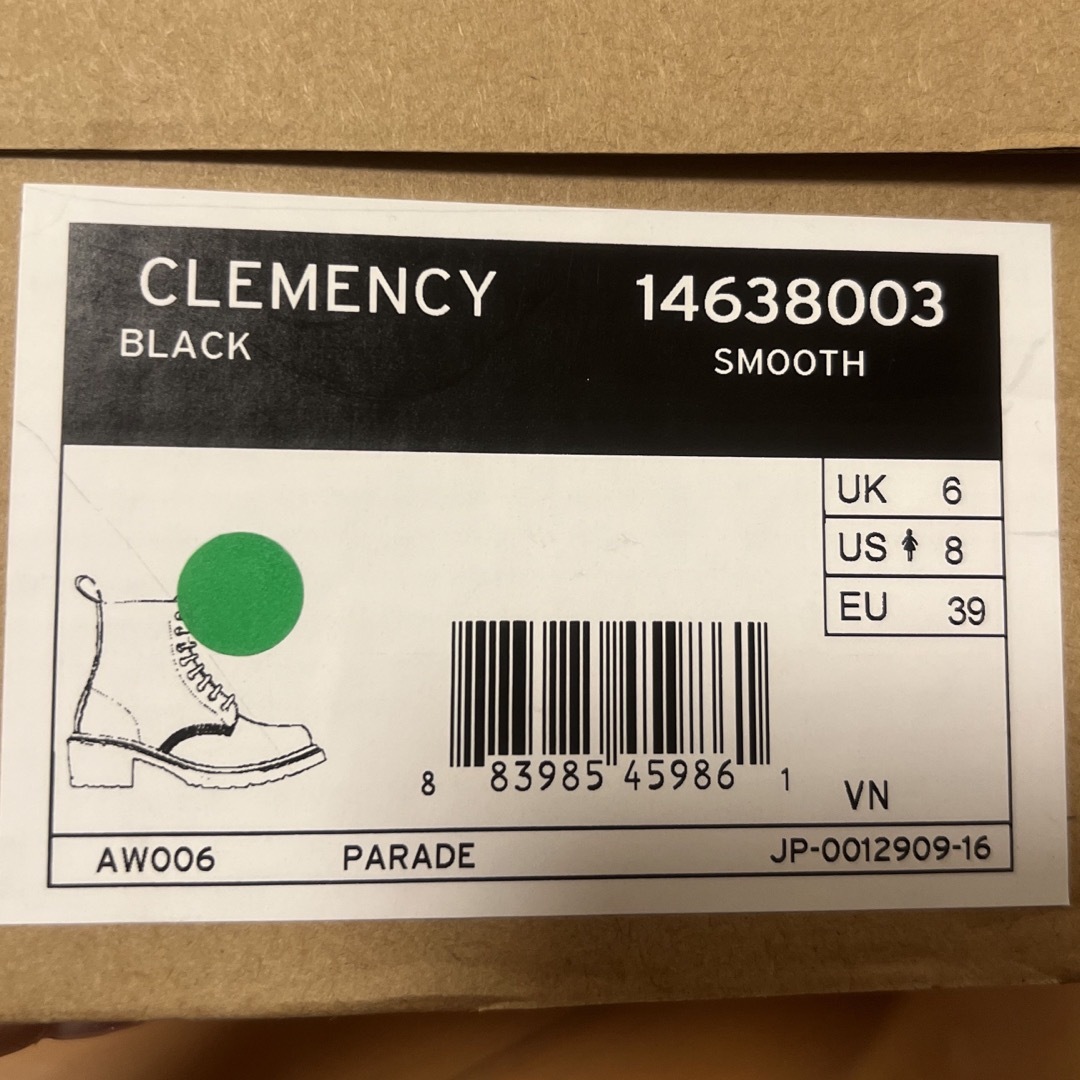 CLEMENCY 14638003
BLACK SMOOTH
UK 6
US 8
EU 39
8 83985 45986 1
VN
AW006 PARADE JP-0012909-16